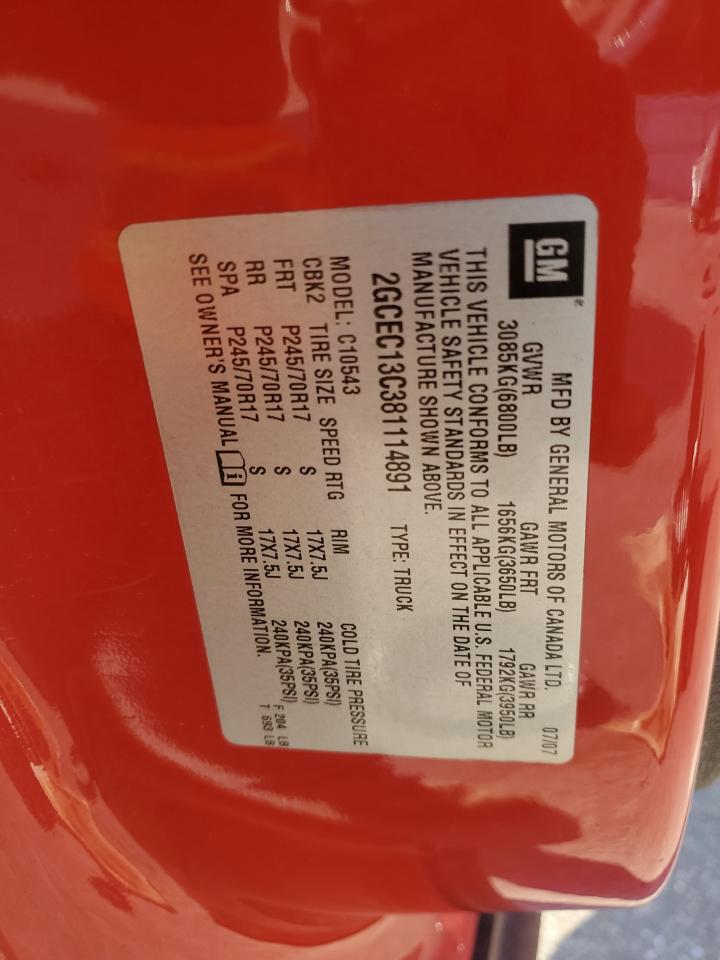 GM®
MFD BY GENERAL MOTORS OF CANADA LTD. 07/07
GVWR GAWR FRT GAWR RR
3085KG(6800LB) 1656KG(3650LB) 1792KG(3950LB)
THIS VEHICLE CONFORMS TO ALL APPLICABLE U.S. FEDERAL MOTOR
VEHICLE SAFETY STANDARDS IN EFFECT ON THE DATE OF
MANUFACTURE SHOWN ABOVE.
2GCEC13C381114891 TYPE: TRUCK
MODEL: C10543
CBK2 TIRE SIZE SPEED RTG RIM COLD TIRE PRESSURE
FRT P245/70R17 S 17X7.5J 240KPA(35PSI)
RR P245/70R17 S 17X7.5J 240KPA(35PSI)
SPA P245/70R17 S 17X7.5J 240KPA(35PSI)
SEE OWNER'S MANUAL FOR MORE INFORMATION.
F 204 LB
T 693 LB